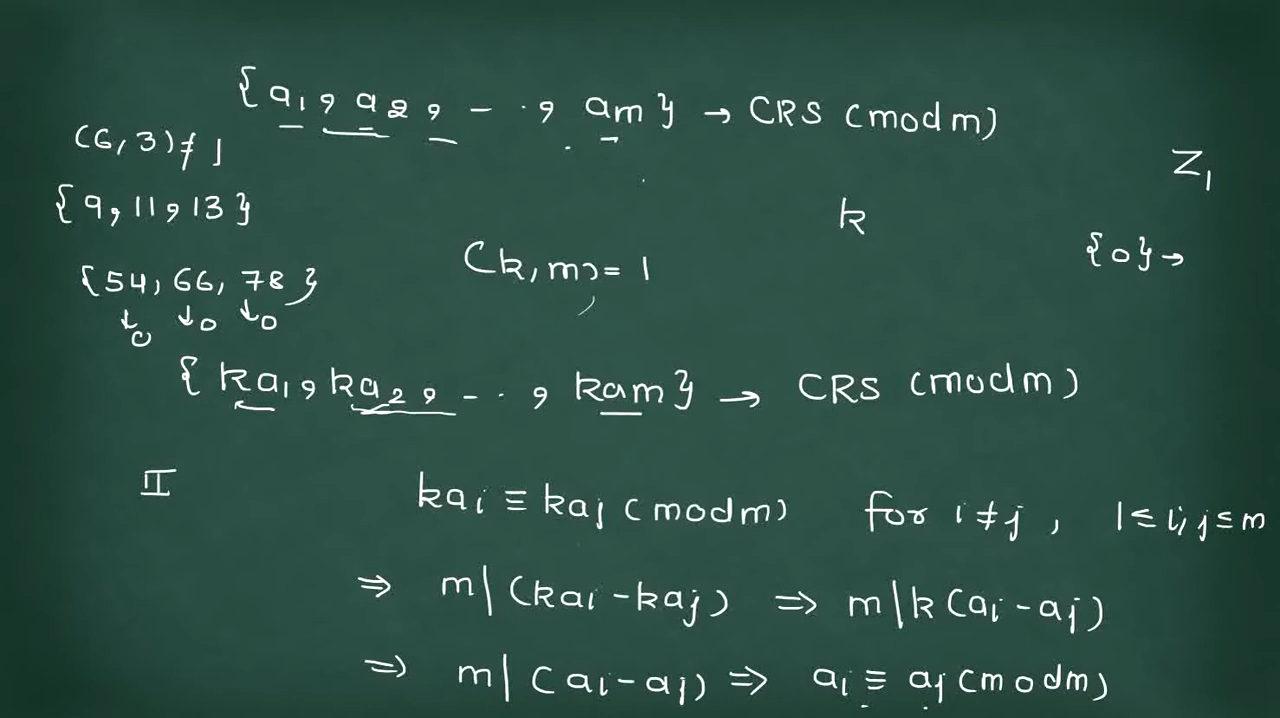 {a₁, a₂, - · ·, am} → CRS (mod m)
(6, 3) ≠ 1
Z₁
{9, 11, 13}
k
(k, m) = 1
{0} →
{54, 66, 78}
↓0 ↓0 ↓0
{ka₁, ka₂, - · ·, kam} → CRS (mod m)
II
kai ≡ kaj (mod m) for i ≠ j, 1 ≤ i, j ≤ m
⇒ m | (kai - kaj) ⇒ m | k (ai - aj)
⇒ m | (ai - aj) ⇒ ai ≡ aj (mod m)